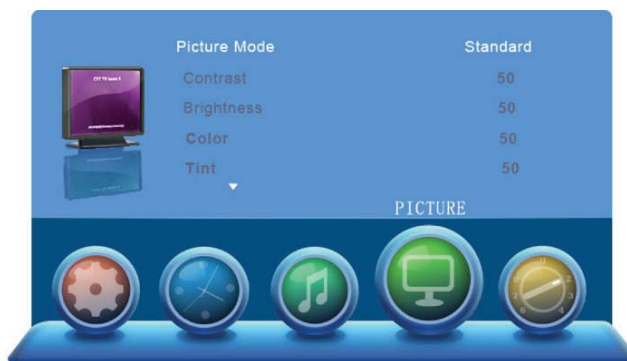 Picture Mode Standard
Contrast 50
Brightness 50
Color 50
Tint 50
PICTURE